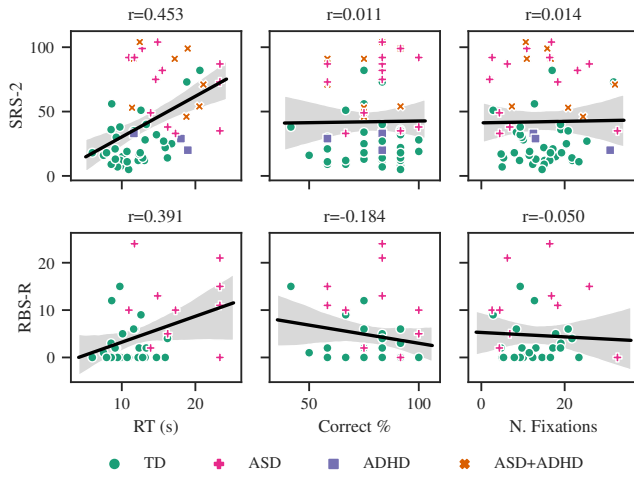 r=0.453 r=0.011 r=0.014
100
50
0
SRS-2
r=0.391 r=-0.184 r=-0.050
20
10
0
RBS-R
10 20 50 100 0 20
RT (s) Correct % N. Fixations
TD ASD ADHD ASD+ADHD